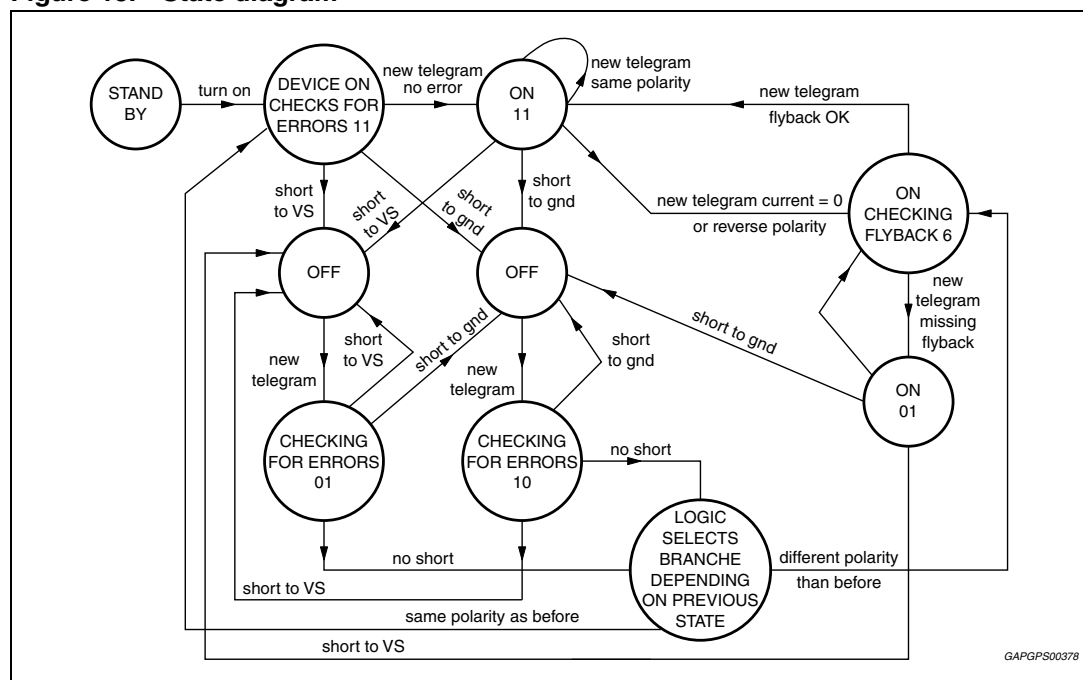 STAND
BY
turn on
DEVICE ON
CHECKS FOR
ERRORS 11
new telegram
no error
ON
11
new telegram
same polarity
new telegram
flyback OK
short
to VS
short
to VS
short
to gnd
short
to gnd
new telegram current = 0
or reverse polarity
ON
CHECKING
FLYBACK 6
OFF
OFF
new
telegram
missing
flyback
short to gnd
new
telegram
short
to VS
short to gnd
new
telegram
short
to gnd
ON
01
CHECKING
FOR ERRORS
01
CHECKING
FOR ERRORS
10
no short
LOGIC
SELECTS
BRANCHE
DEPENDING
ON PREVIOUS
STATE
different polarity
than before
no short
short to VS
same polarity as before
short to VS
GAPGPS00378